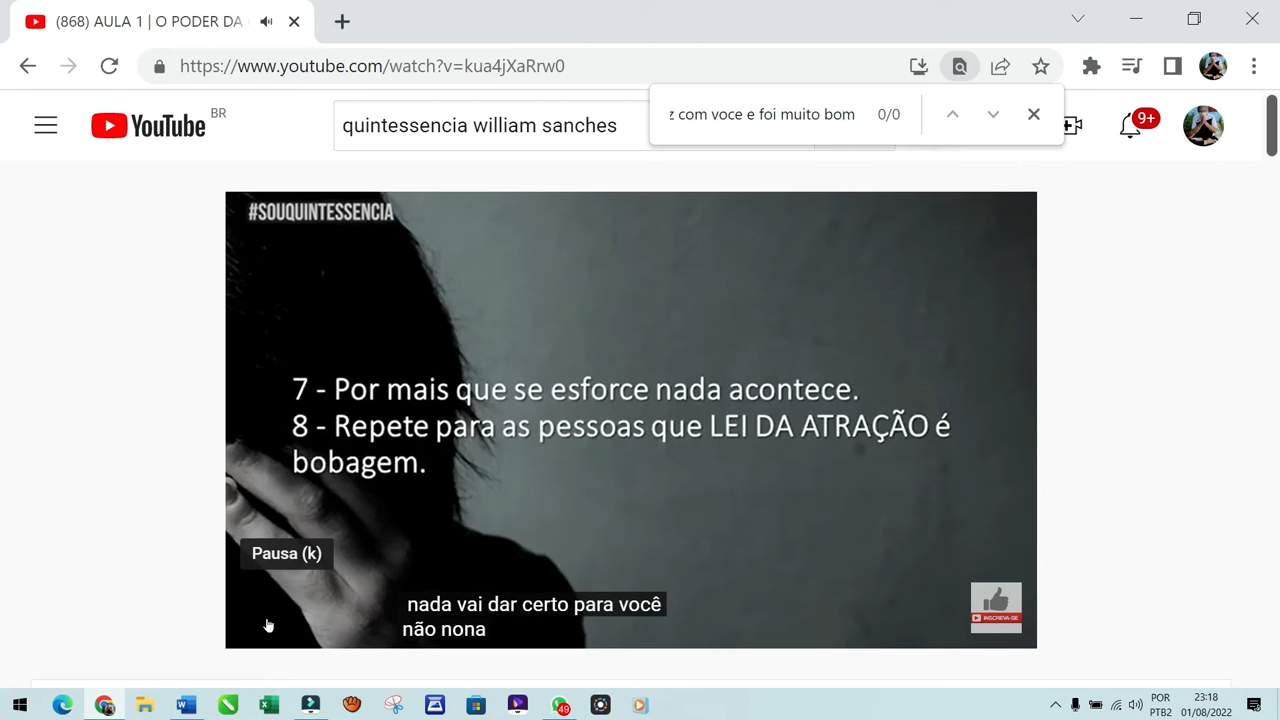 (868) AULA 1 | O PODER DA
https://www.youtube.com/watch?v=kua4jXaRrw0
com voce e foi muito bom 0/0
YouTube BR
quintessencia william sanches
9+
#SOUQUINTESSENCIA
7 - Por mais que se esforce nada acontece.
8 - Repete para as pessoas que LEI DA ATRAÇÃO é
bobagem.
Pausa (k)
nada vai dar certo para você
não nona
INSCREVA-SE
49
POR
PTB2
23:18
01/08/2022